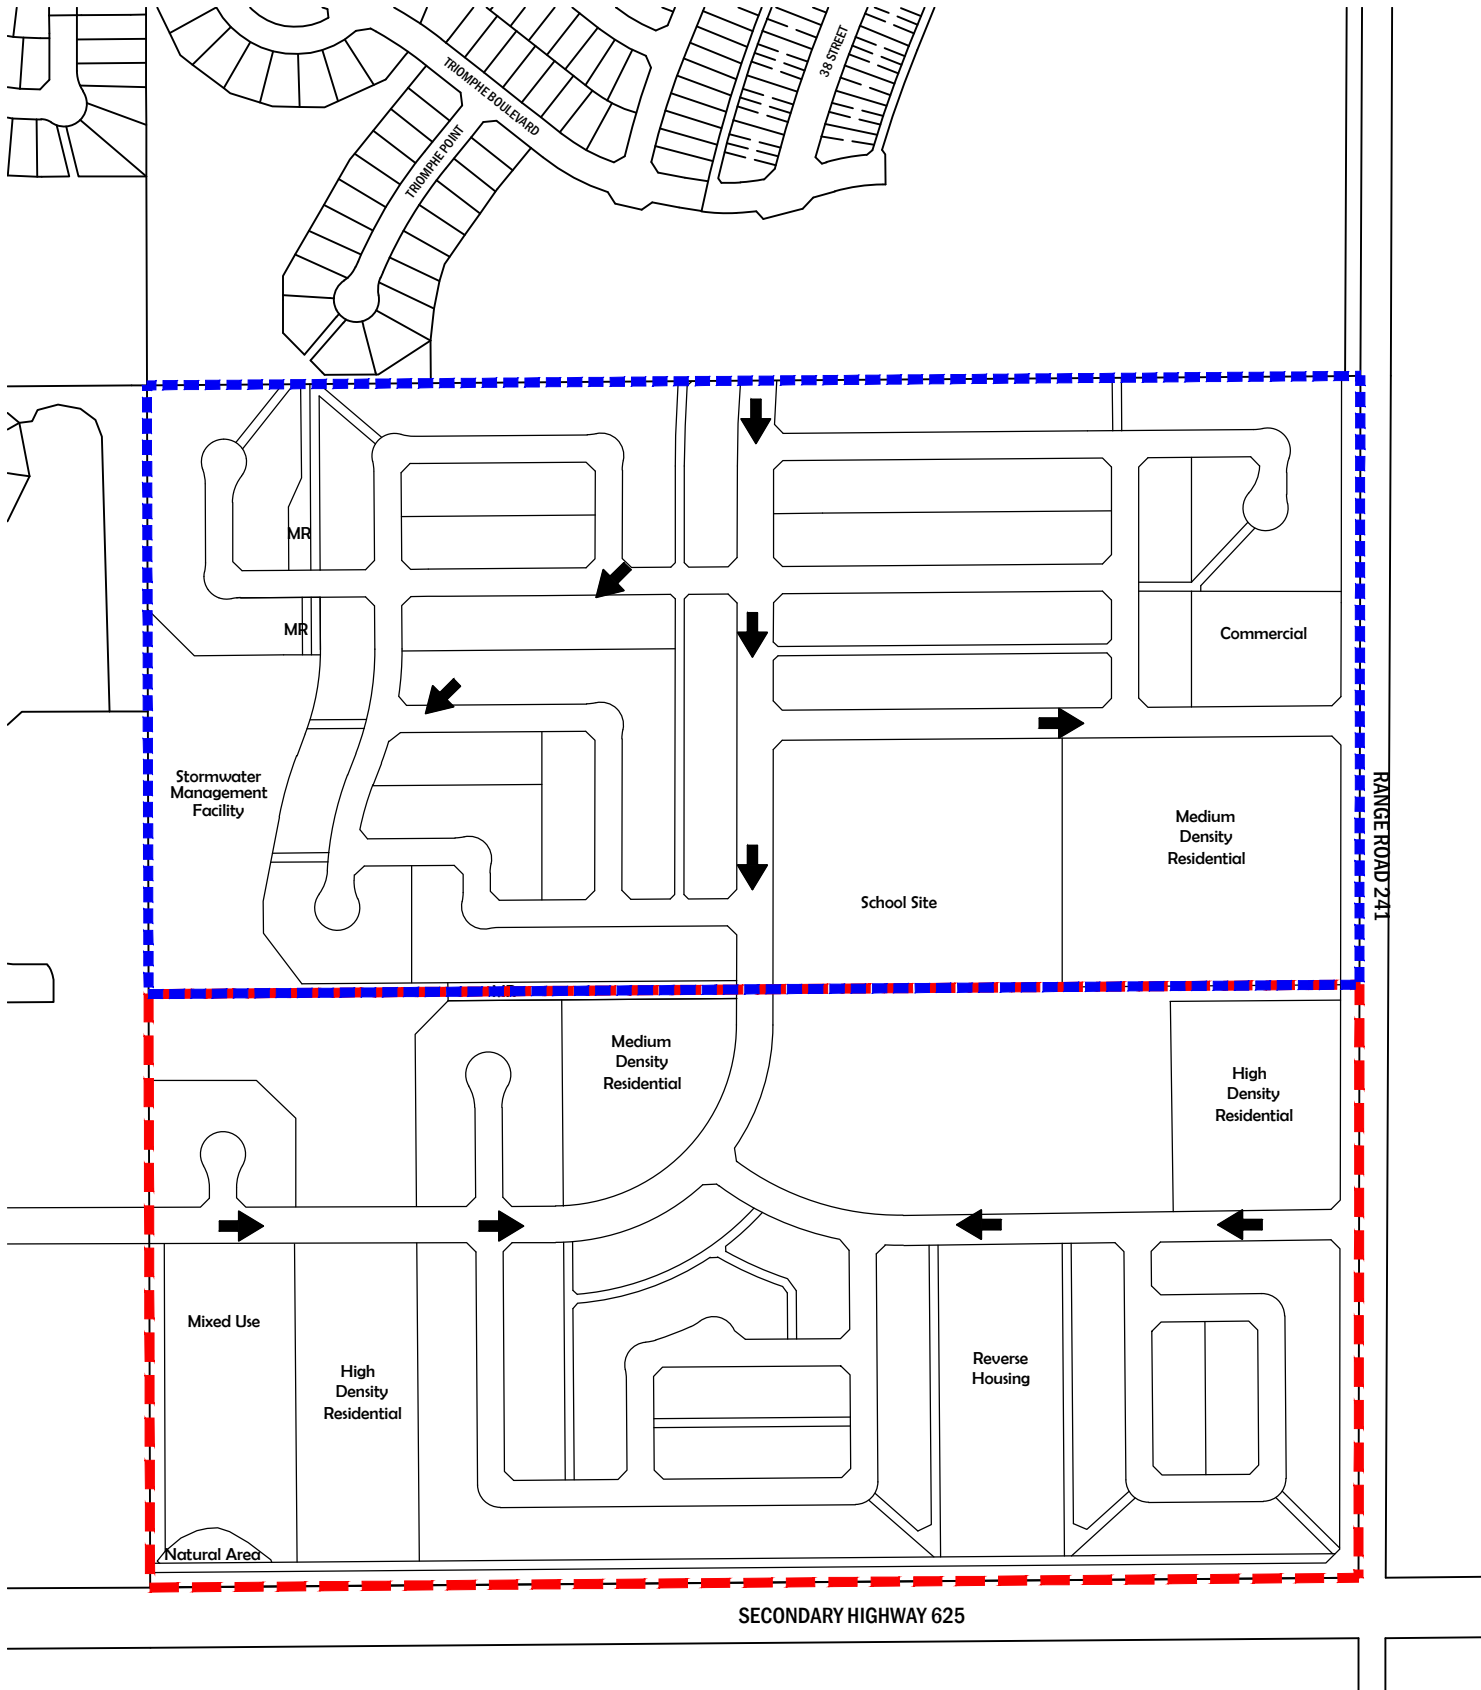 38 STREET
TRIOMPHE BOULEVARD
TRIOMPHE POINT
MR
MR
Commercial
Stormwater
Management
Facility
Medium
Density
Residential
RANGE ROAD 241
School Site
MR
Medium
Density
Residential
High
Density
Residential
Mixed Use
High
Density
Residential
Reverse
Housing
Natural Area
SECONDARY HIGHWAY 625